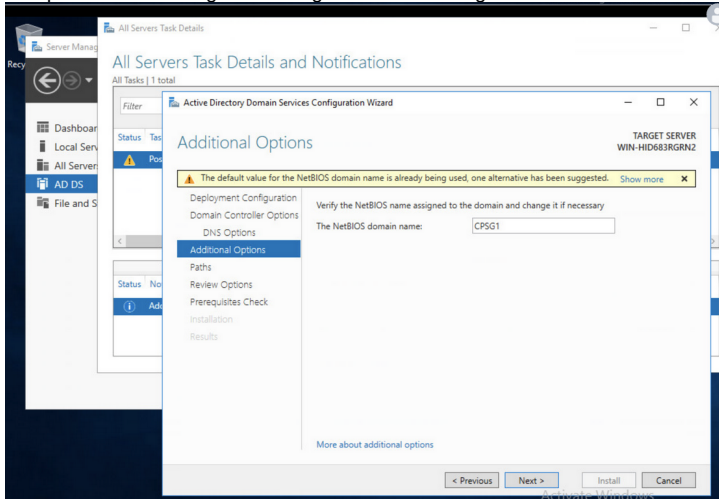 All Servers Task Details
Server Manag
Recy
All Servers Task Details and Notifications
All Tasks | 1 total
Filter
Dashboar
Local Serv
All Server
AD DS
File and S
Status Tas
Pos
Status No
Add
Active Directory Domain Services Configuration Wizard
Additional Options
TARGET SERVER
WIN-HID683RGRN2
The default value for the NetBIOS domain name is already being used, one alternative has been suggested. Show more
Deployment Configuration
Domain Controller Options
DNS Options
Additional Options
Paths
Review Options
Prerequisites Check
Installation
Results
Verify the NetBIOS name assigned to the domain and change it if necessary
The NetBIOS domain name: CPSG1
More about additional options
< Previous Next > Install Cancel
Activate Windows